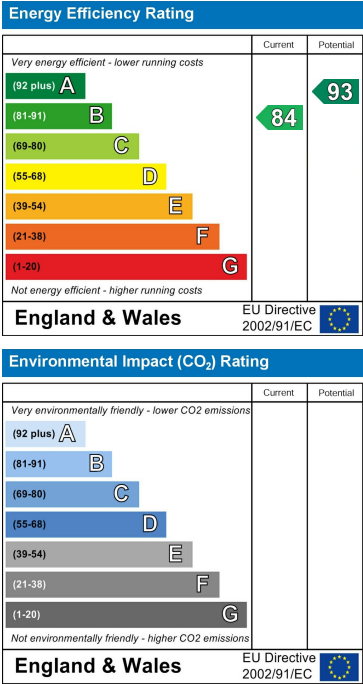 Energy Efficiency Rating
Current Potential
Very energy efficient - lower running costs
(92 plus) A
(81-91) B
(69-80) C
(55-68) D
(39-54) E
(21-38) F
(1-20) G
84
93
Not energy efficient - higher running costs
England & Wales
EU Directive
2002/91/EC
Environmental Impact (CO₂) Rating
Current Potential
Very environmentally friendly - lower CO2 emissions
(92 plus) A
(81-91) B
(69-80) C
(55-68) D
(39-54) E
(21-38) F
(1-20) G
Not environmentally friendly - higher CO2 emissions
England & Wales
EU Directive
2002/91/EC